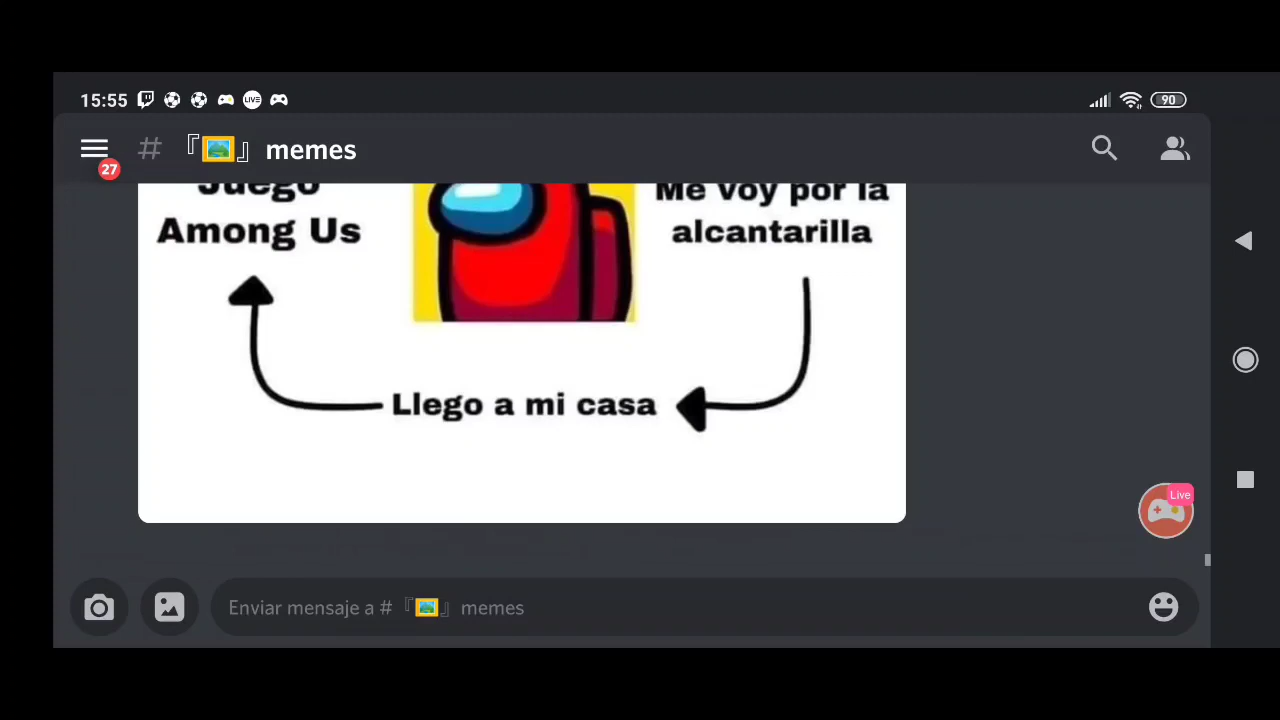 15:55
LIVE
90
27
# 『🖼️』 memes
Juego
Among Us
Me voy por la
alcantarilla
Llego a mi casa
Live
Enviar mensaje a # 『🖼️』 memes